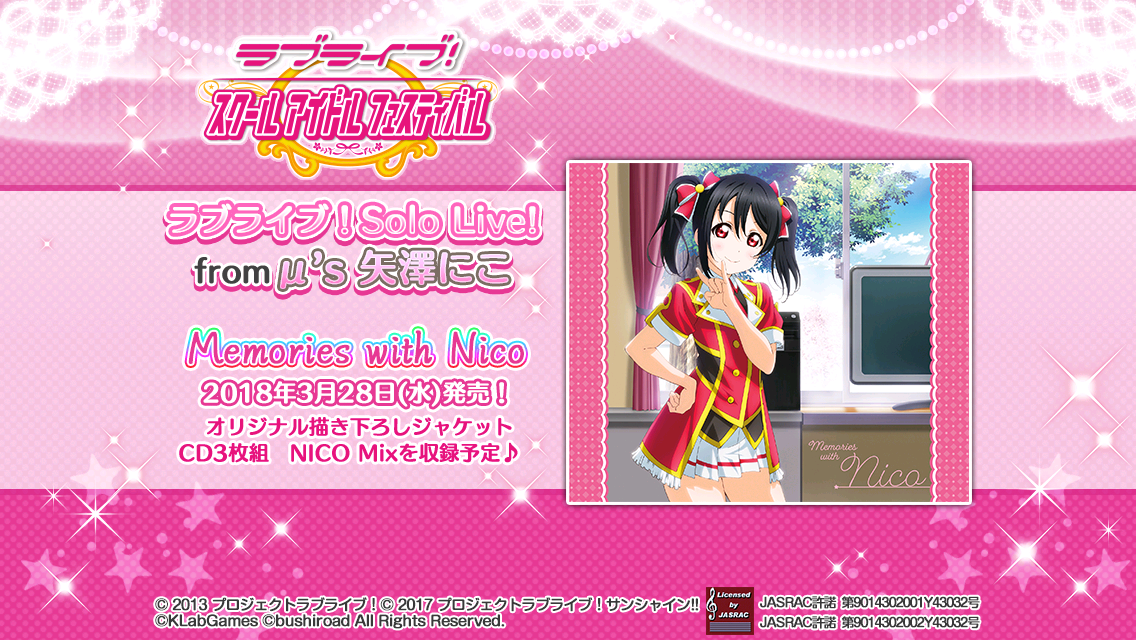 ラブライブ!
スクールアイドルフェスティバル
ラブライブ！Solo Live!
from μ's 矢澤にこ
Memories with Nico
2018年3月28日(水)発売！
オリジナル描き下ろしジャケット
CD3枚組　NICO Mixを収録予定♪
Memories
with
Nico
© 2013 プロジェクトラブライブ！© 2017 プロジェクトラブライブ！サンシャイン!!
©KLabGames ©bushiroad All Rights Reserved.
Licensed
by
JASRAC
JASRAC許諾 第9014302001Y43032号
JASRAC許諾 第9014302002Y43032号